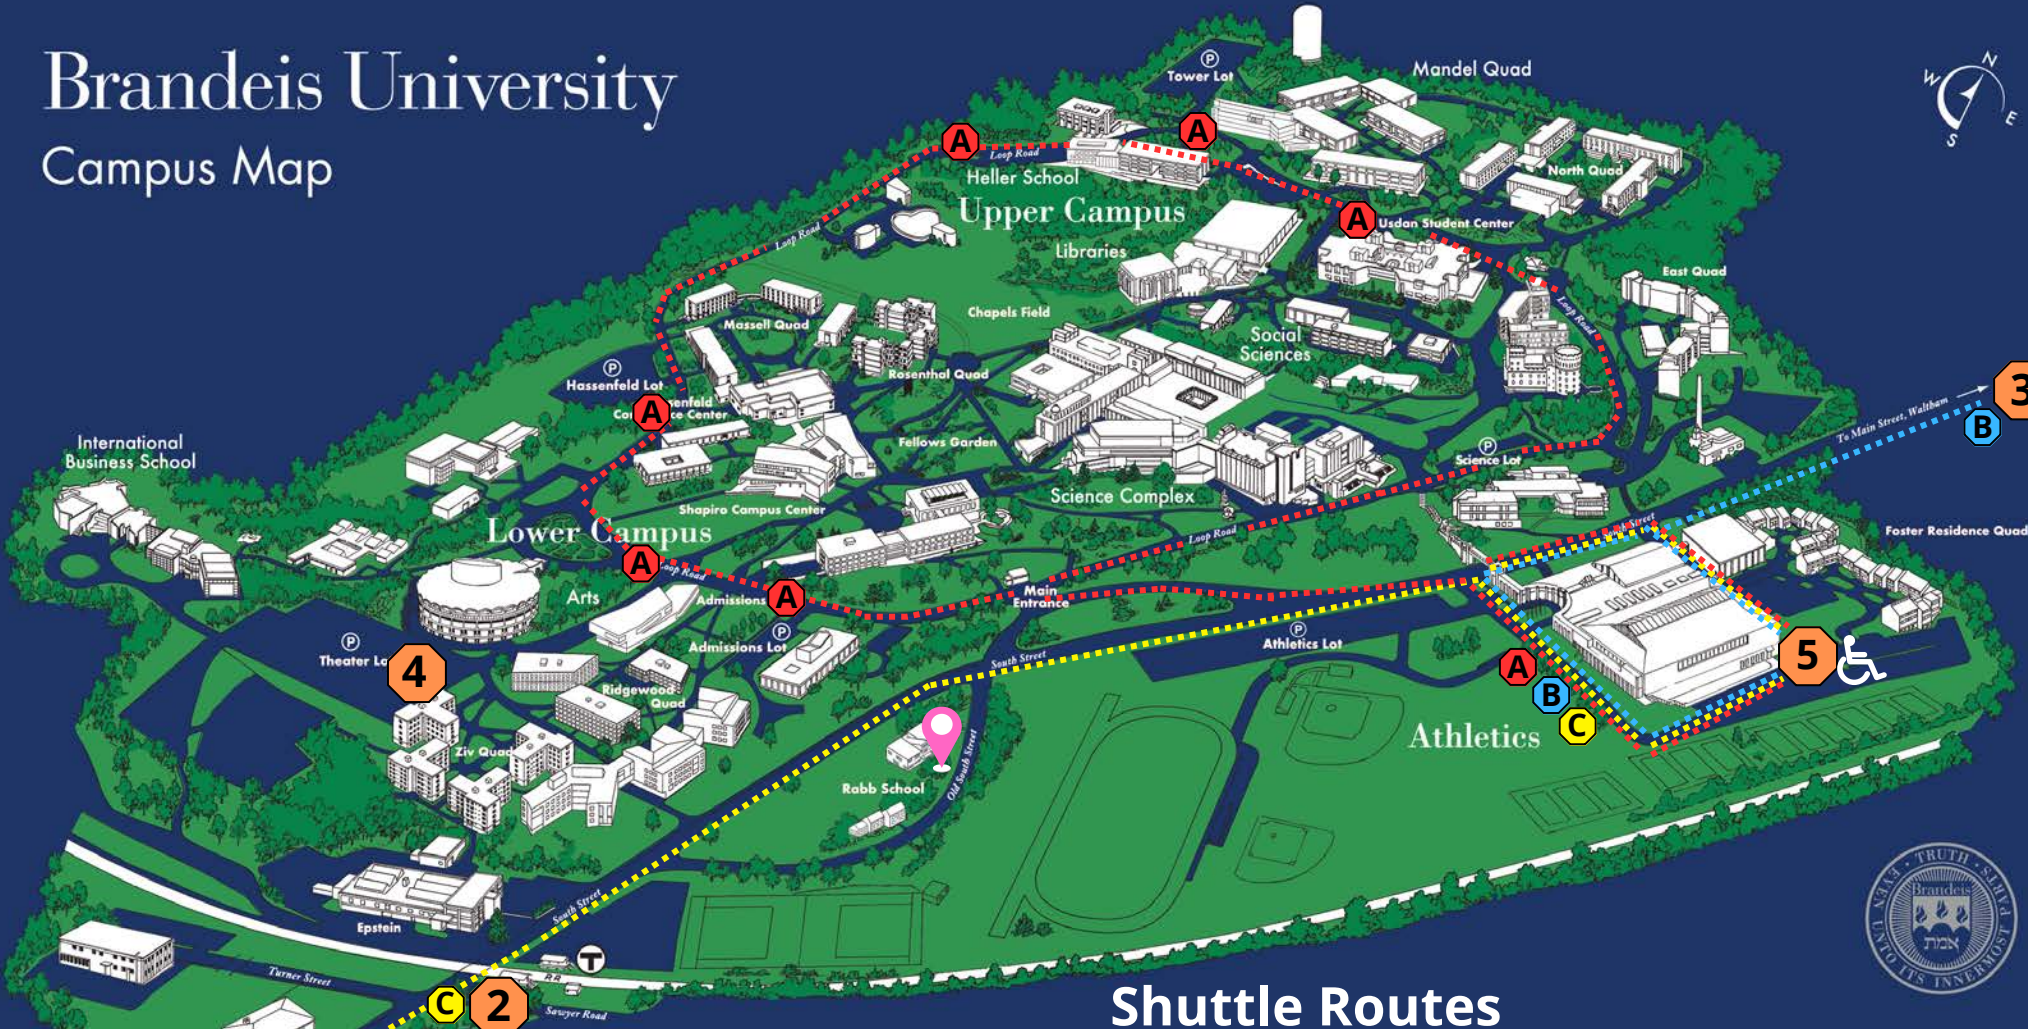 Brandeis University
Campus Map
N
W
E
S
P
Tower Lot
Mandel Quad
A
A
Loop Road
Heller School
North Quad
Upper Campus
A
Usdan Student Center
Loop Road
Libraries
East Quad
Chapels Field
Loop Road
Massell Quad
Social
Sciences
P
Hassenfeld Lot
Rosenthal Quad
3
A
To Main Street, Waltham
B
International
Business School
Fellows Garden
P
Science Lot
Science Complex
Shapiro Campus Center
Lower Campus
Loop Road
Foster Residence Quad
A
Loop Road
Arts
Admissions
A
Main
Entrance
P
Theater
P
Admissions Lot
P
Athletics Lot
South Street
4
A
5
B
C
Ridgewood
Quad
Athletics
Ziv Quad
Old South Street
Rabb School
South Street
Epstein
T
RR
Turner Street
C
2
Sawyer Road
TRUTH · EVEN UNTO ITS INNERMOST PARTS
Brandeis
אמת
Shuttle Routes